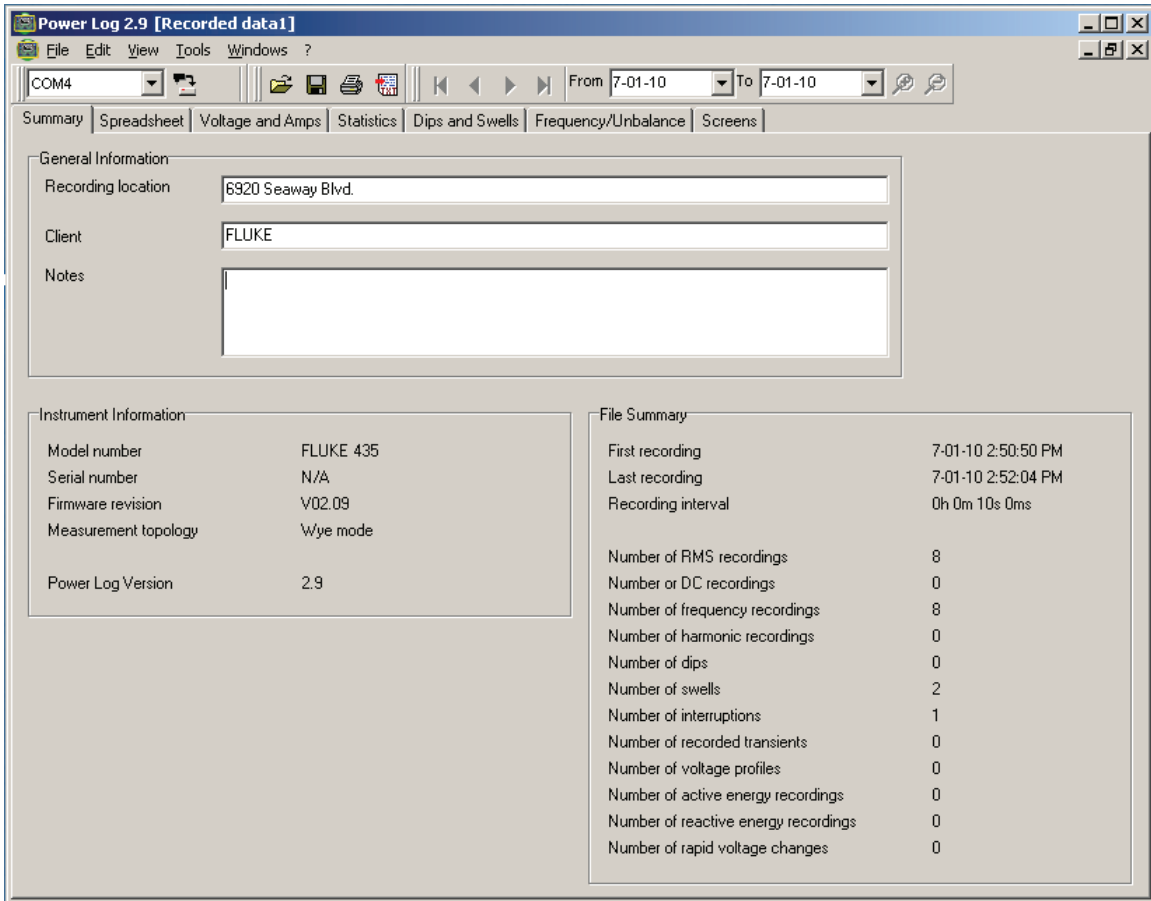 Power Log 2.9 [Recorded data1]
File Edit View Tools Windows ?
COM4 TXT From 7-01-10 To 7-01-10
Summary Spreadsheet Voltage and Amps Statistics Dips and Swells Frequency/Unbalance Screens
General Information
Recording location 6920 Seaway Blvd.
Client FLUKE
Notes
Instrument Information
Model number FLUKE 435
Serial number N/A
Firmware revision V02.09
Measurement topology Wye mode
Power Log Version 2.9
File Summary
First recording 7-01-10 2:50:50 PM
Last recording 7-01-10 2:52:04 PM
Recording interval 0h 0m 10s 0ms
Number of RMS recordings 8
Number or DC recordings 0
Number of frequency recordings 8
Number of harmonic recordings 0
Number of dips 0
Number of swells 2
Number of interruptions 1
Number of recorded transients 0
Number of voltage profiles 0
Number of active energy recordings 0
Number of reactive energy recordings 0
Number of rapid voltage changes 0